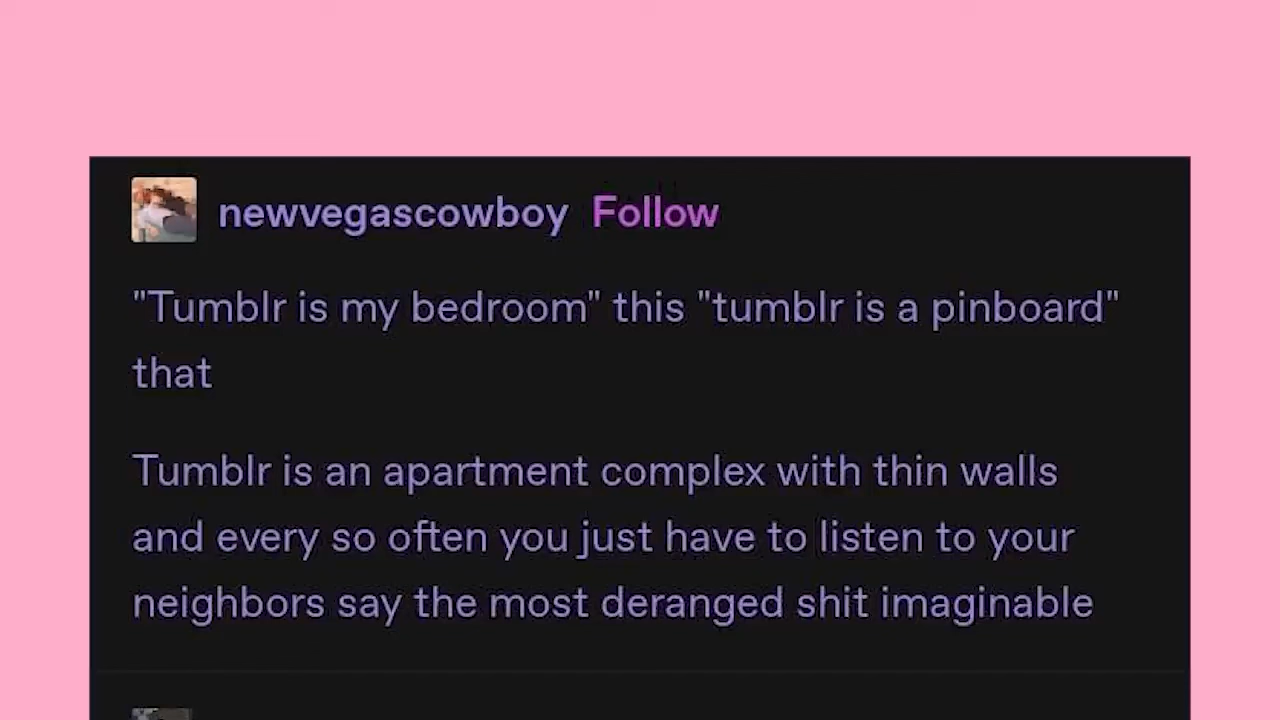 newvegascowboy Follow
"Tumblr is my bedroom" this "tumblr is a pinboard"
that
Tumblr is an apartment complex with thin walls
and every so often you just have to listen to your
neighbors say the most deranged shit imaginable